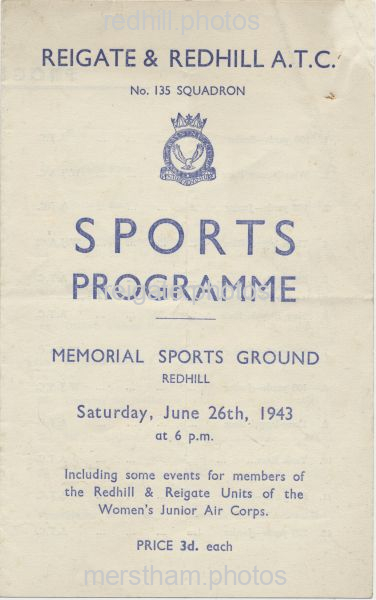 redhill.photos
REIGATE & REDHILL A.T.C.
No. 135 SQUADRON
SPORTS
PROGRAMME
reigate.photos
MEMORIAL SPORTS GROUND
REDHILL
Saturday, June 26th, 1943
at 6 p.m.
Including some events for members of
the Redhill & Reigate Units of the
Women's Junior Air Corps.
PRICE 3d. each
merstham.photos